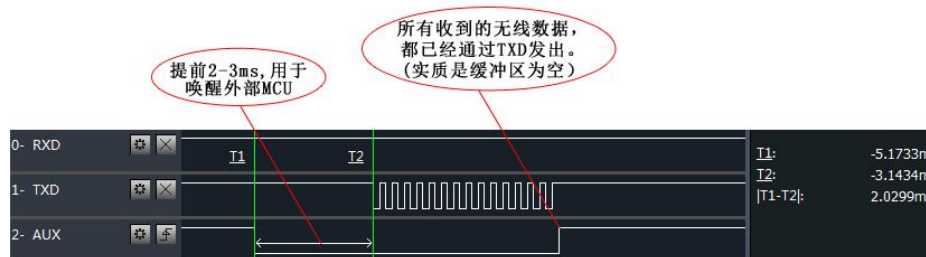 所有收到的无线数据，
都已经通过TXD发出。
(实质是缓冲区为空）
提前2-3ms,用于
唤醒外部MCU
0- RXD
T1
T2
T1: -5.1733m
T2: -3.1434m
|T1-T2|: 2.0299m
1- TXD
2- AUX